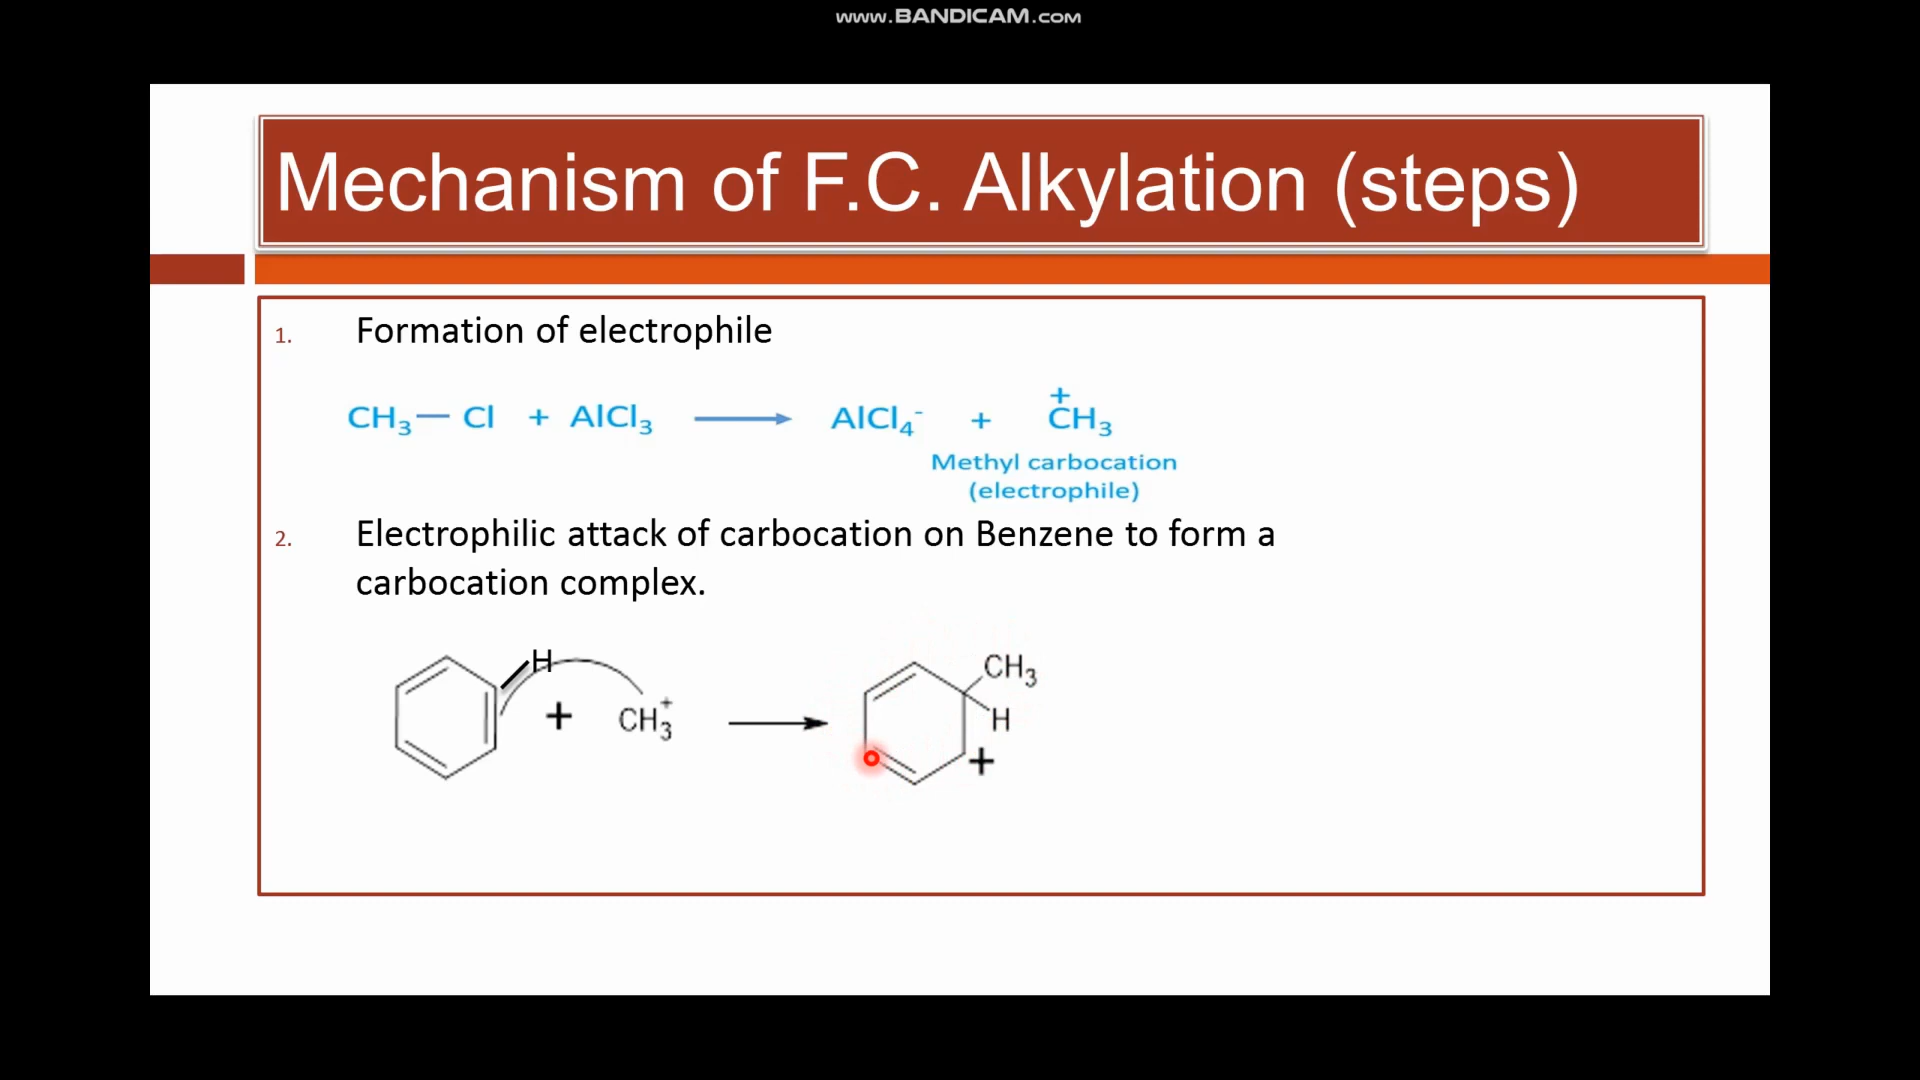 www.BANDICAM.com
Mechanism of F.C. Alkylation (steps)
1. Formation of electrophile
CH₃— Cl + AlCl₃ ⟶ AlCl₄⁻ + C⁺H₃
Methyl carbocation
(electrophile)
2. Electrophilic attack of carbocation on Benzene to form a
carbocation complex.
H + CH₃⁺ ⟶ CH₃
H
+